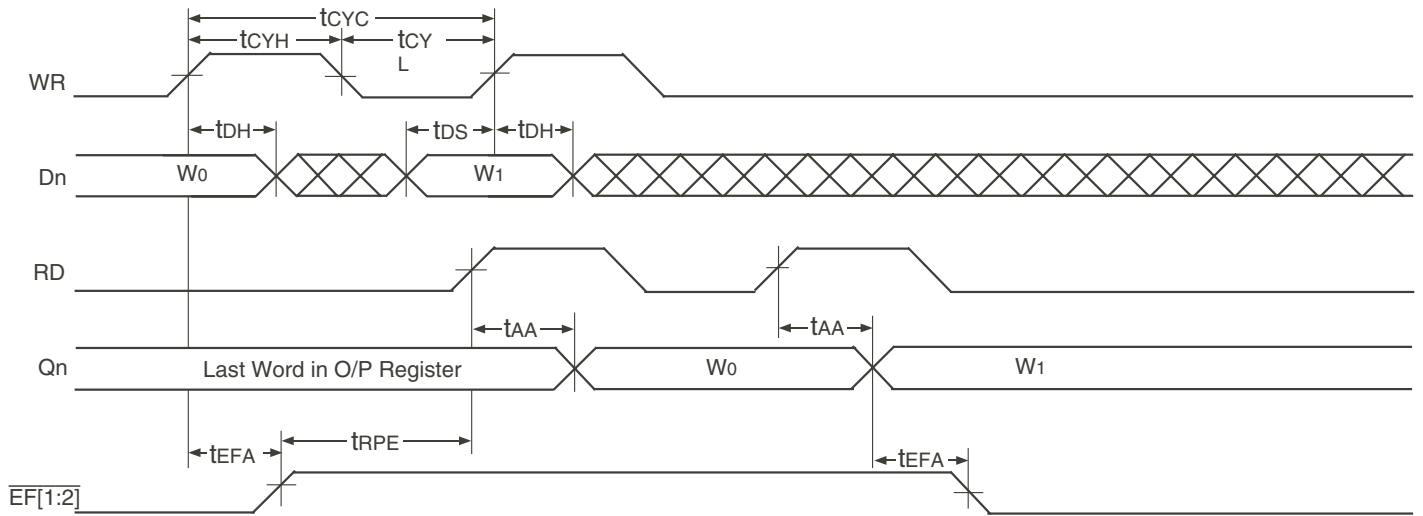 tCYC
tCYH
tCY
L
WR
tDH
tDS
tDH
Dn
W0
W1
RD
tAA
tAA
Qn
Last Word in O/P Register
W0
W1
tRPE
tEFA
tEFA
EF[1:2]